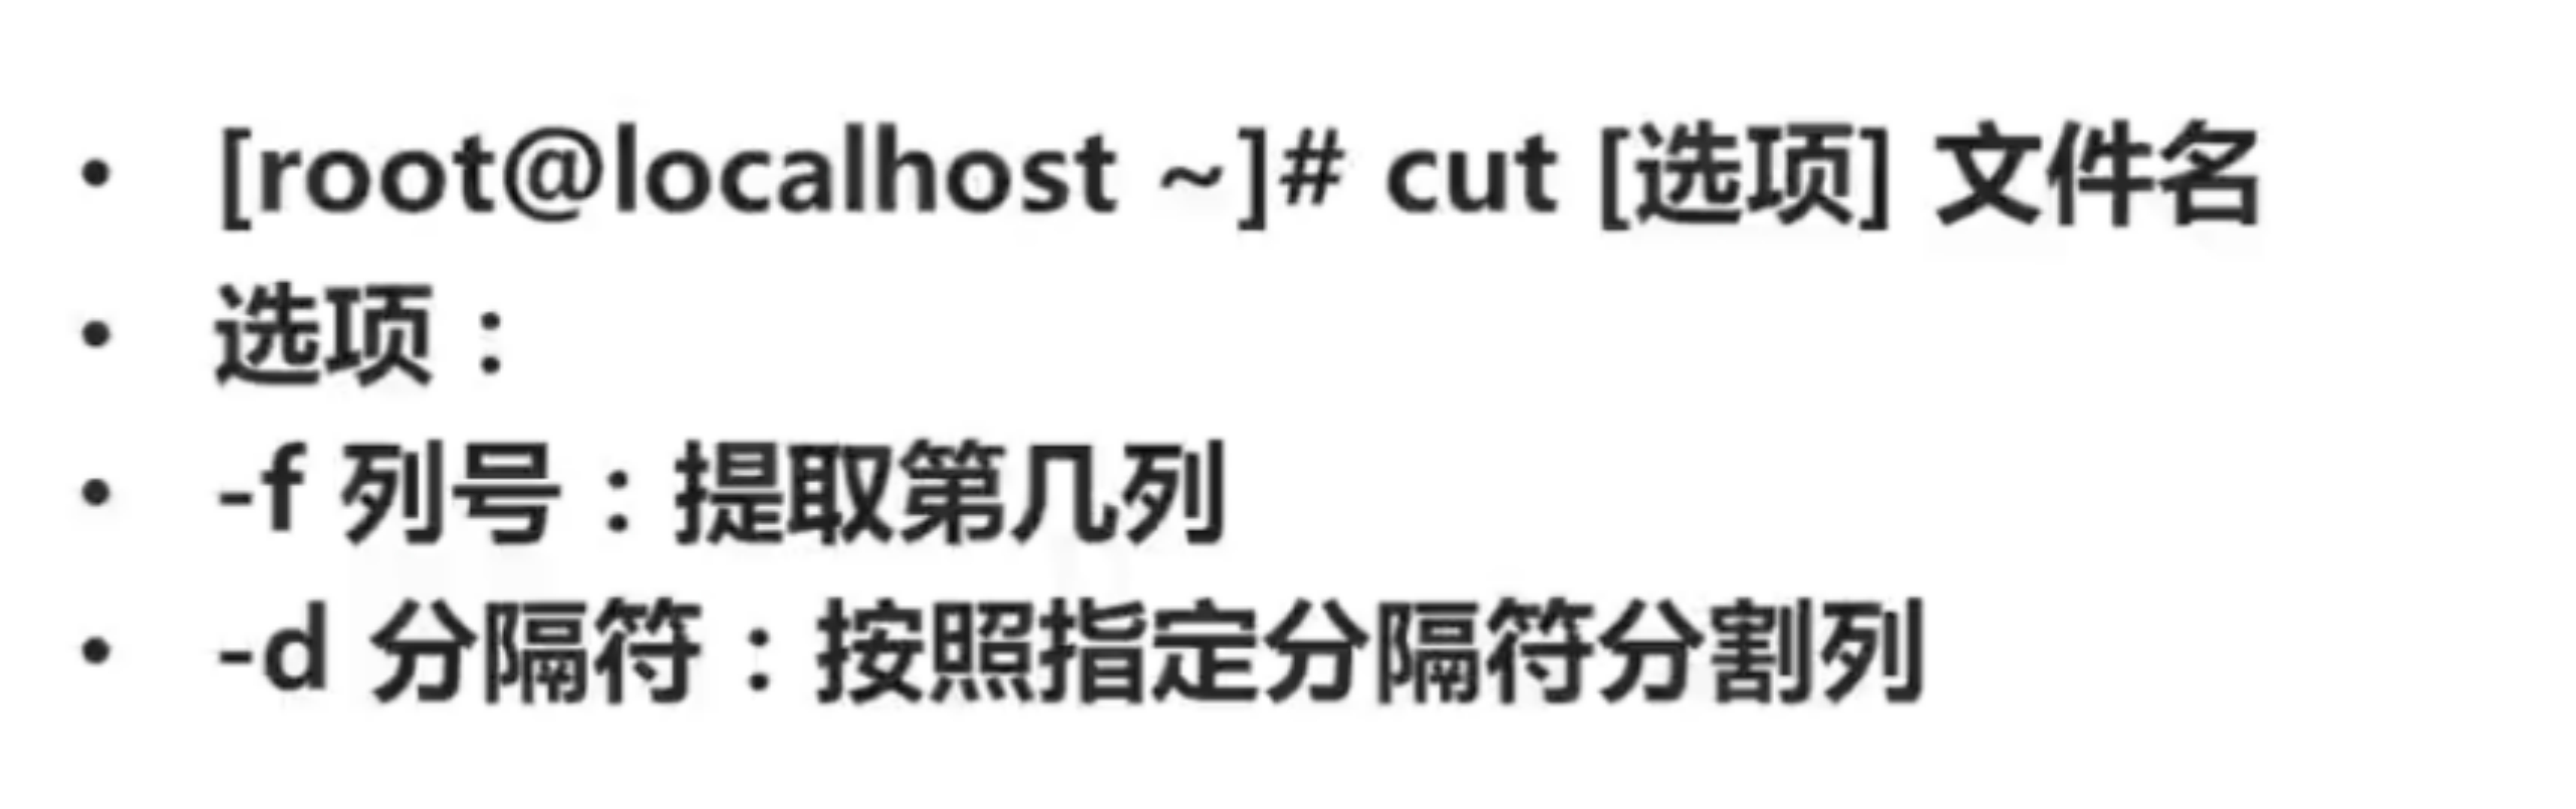 • [root@localhost ~]# cut [选项] 文件名
• 选项：
• -f 列号：提取第几列
• -d 分隔符：按照指定分隔符分割列